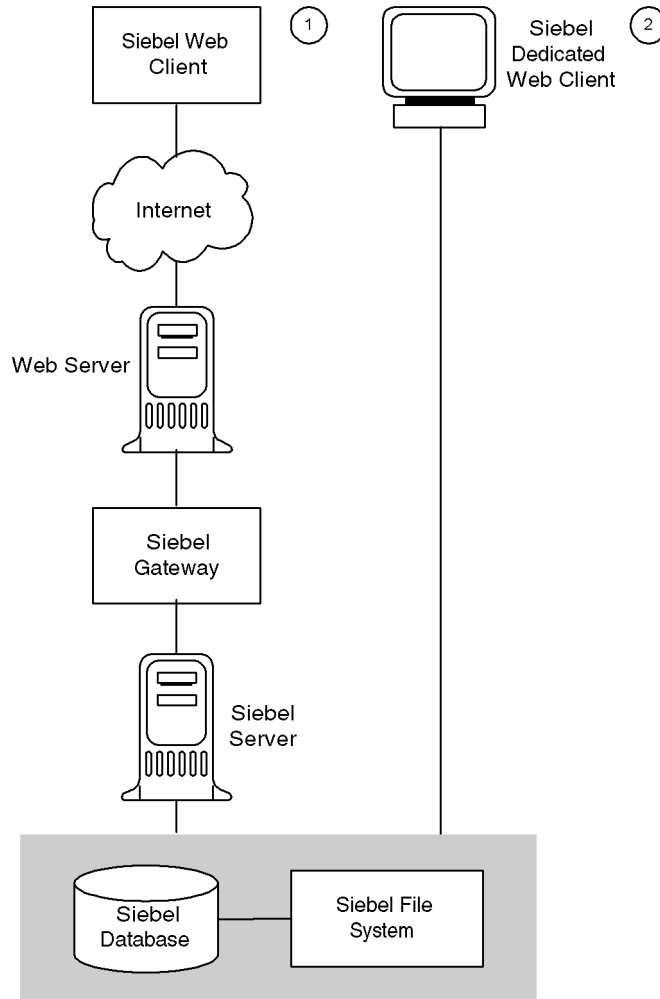 Siebel Web
Client
1
Siebel
Dedicated
Web Client
2
Internet
Web Server
Siebel
Gateway
Siebel
Server
Siebel
Database
Siebel File
System